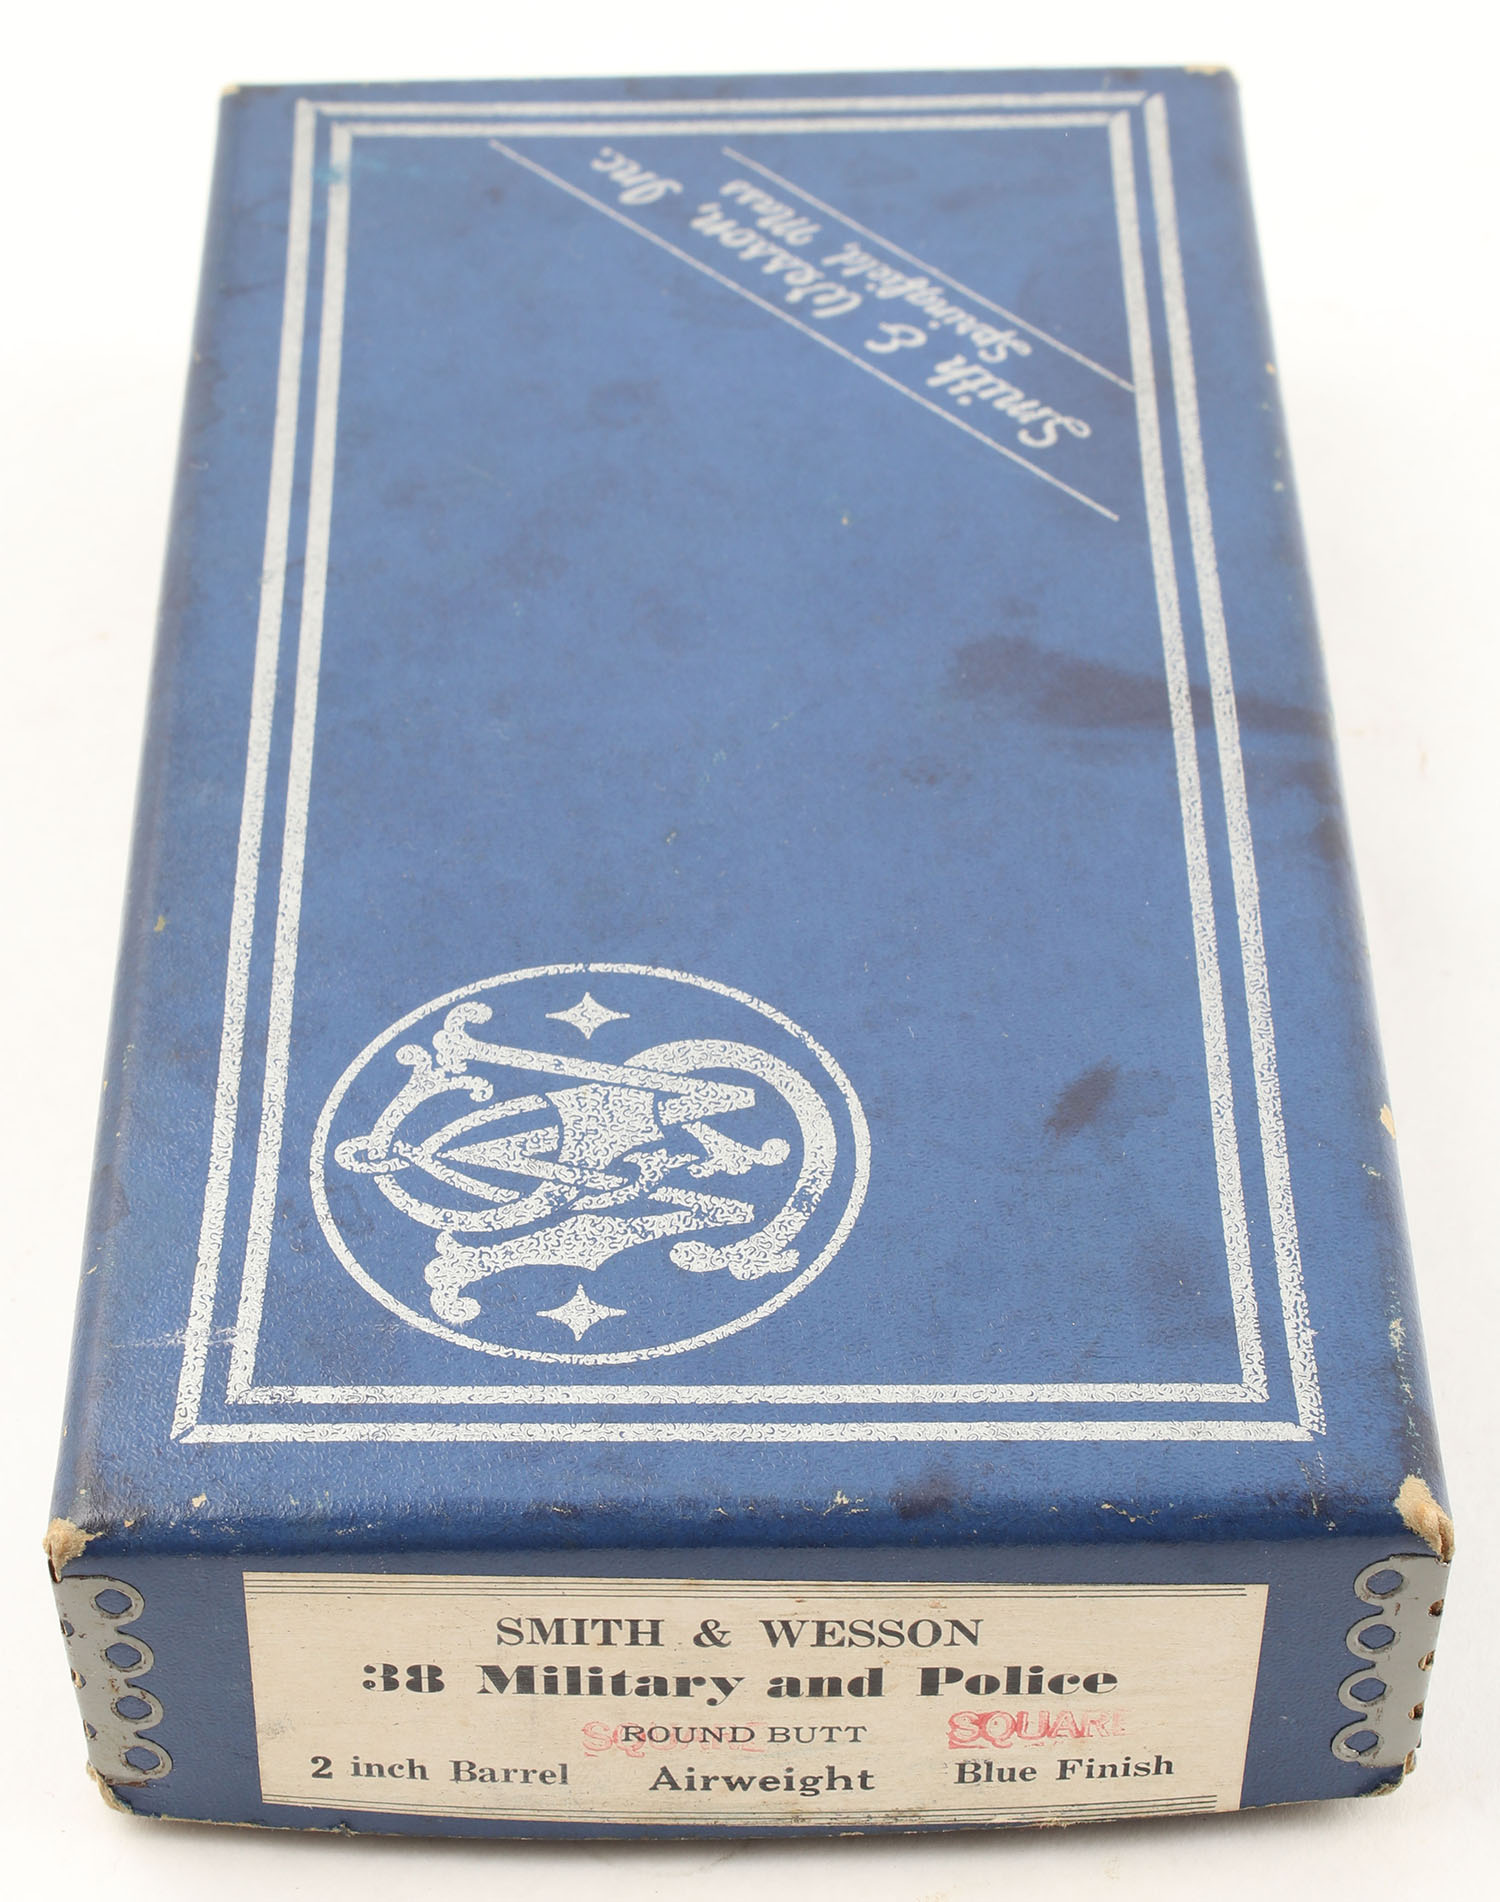 Smith & Wesson, Inc.
Springfield, Mass
SMITH & WESSON
38 Military and Police
SQUARE ROUND BUTT SQUARE
2 inch Barrel Airweight Blue Finish